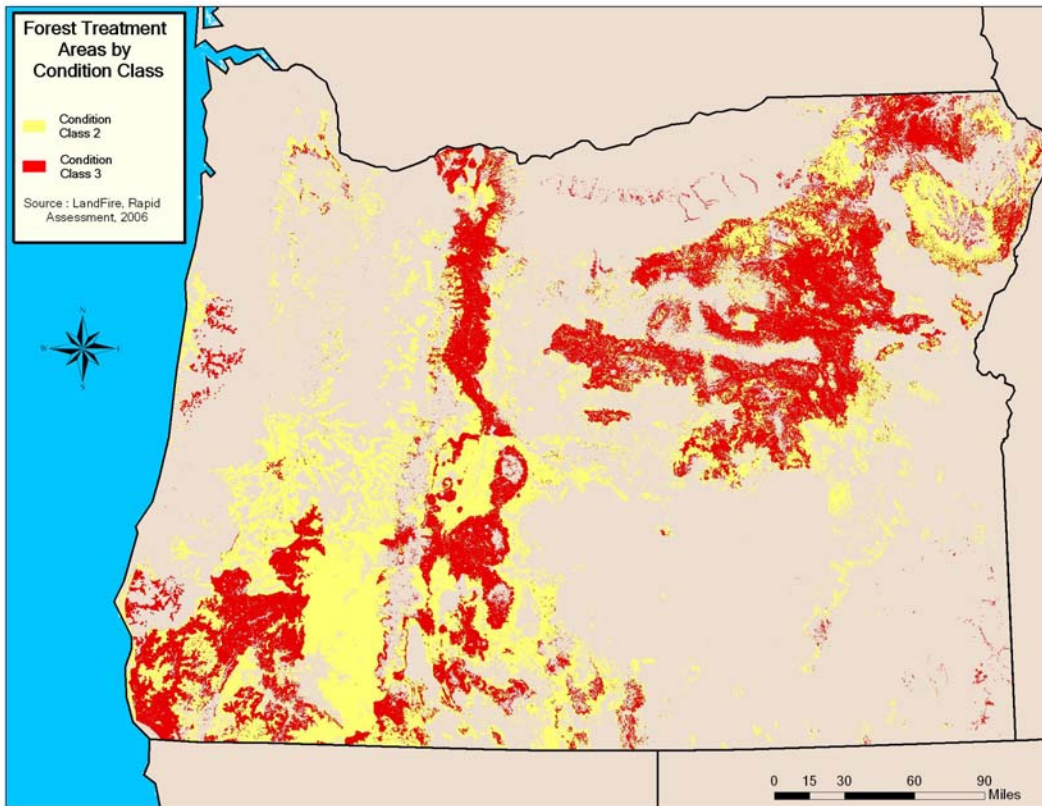 Forest Treatment
Areas by
Condition Class
Condition
Class 2
Condition
Class 3
Source : LandFire, Rapid
Assessment, 2006
N
W E
S
0 15 30 60 90
Miles